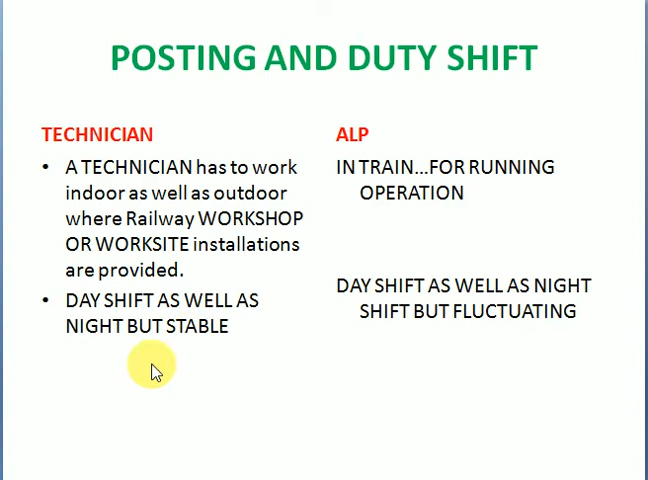 POSTING AND DUTY SHIFT
TECHNICIAN
• A TECHNICIAN has to work
indoor as well as outdoor
where Railway WORKSHOP
OR WORKSITE installations
are provided.
• DAY SHIFT AS WELL AS
NIGHT BUT STABLE
ALP
IN TRAIN...FOR RUNNING
OPERATION
DAY SHIFT AS WELL AS NIGHT
SHIFT BUT FLUCTUATING